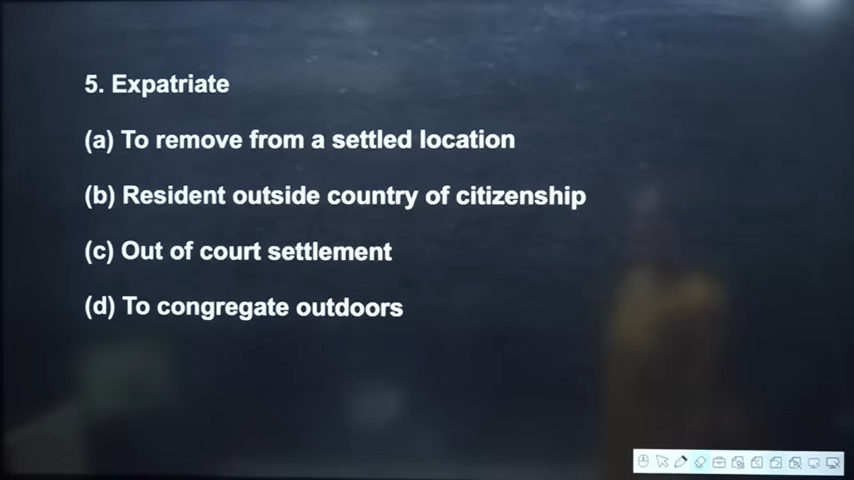 5. Expatriate
(a) To remove from a settled location
(b) Resident outside country of citizenship
(c) Out of court settlement
(d) To congregate outdoors